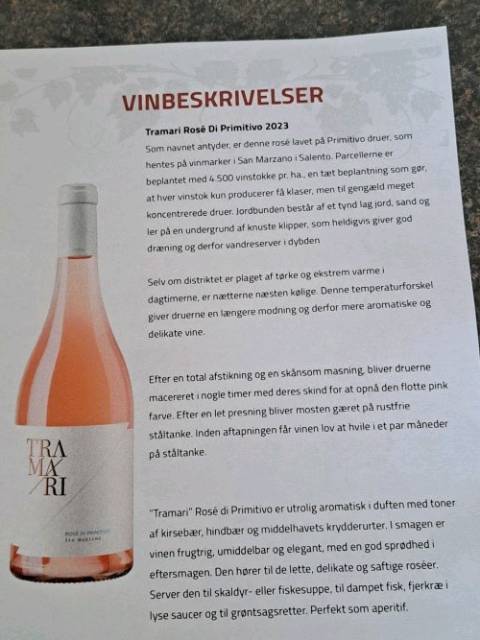 VINBESKRIVELSER
Tramari Rosé Di Primitivo 2023
Som navnet antyder, er denne rosé lavet på Primitivo druer, som
hentes på vinmarker i San Marzano i Salento. Parcellerne er
beplantet med 4.500 vinstokke pr. ha., en tæt beplantning som gør,
at hver vinstok kun producerer få klaser, men til gengæld meget
koncentrerede druer. Jordbunden består af et tynd lag jord, sand og
ler på en undergrund af knuste klipper, som heldigvis giver god
dræning og derfor vandreserver i dybden
Selv om distriktet er plaget af tørke og ekstrem varme i
dagtimerne, er nætterne næsten kølige. Denne temperaturforskel
giver druerne en længere modning og derfor mere aromatiske og
delikate vine.
Efter en total afstikning og en skånsom masning, bliver druerne
macereret i nogle timer med deres skind for at opnå den flotte pink
farve. Efter en let presning bliver mosten gæret på rustfrie
ståltanke. Inden aftapningen får vinen lov at hvile i et par måneder
på ståltanke.
"Tramari" Rosé di Primitivo er utrolig aromatisk i duften med toner
af kirsebær, hindbær og middelhavets krydderurter. I smagen er
vinen frugtrig, umiddelbar og elegant, med en god sprødhed i
eftersmagen. Den hører til de lette, delikate og saftige roséer.
Server den til skaldyr- eller fiskesuppe, til dampet fisk, fjerkræ i
lyse saucer og til grøntsagsretter. Perfekt som aperitif.
TRA
MA/
/RI
ROSÉ DI PRIMITIVO
SAN MARZANO